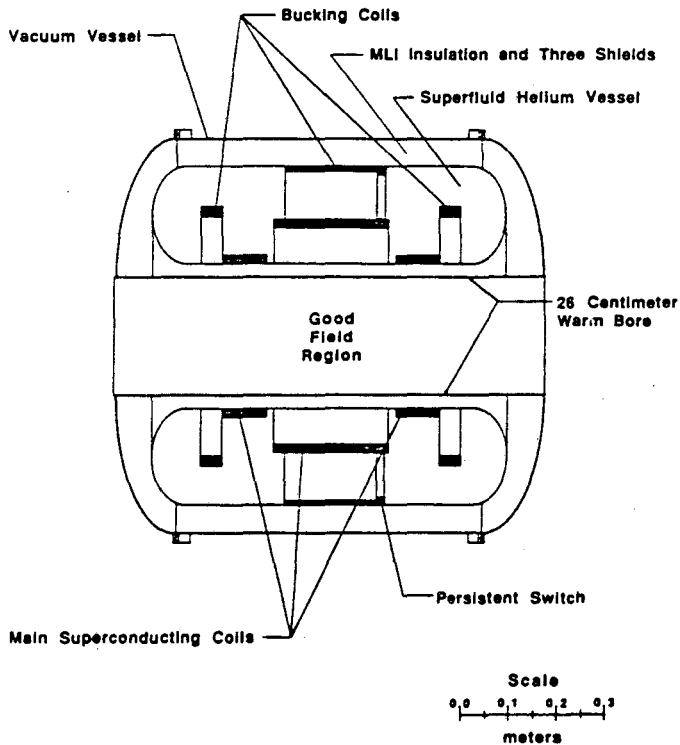 Bucking Coils
Vacuum Vessel
MLI Insulation and Three Shields
Superfluid Helium Vessel
26 Centimeter
Warm Bore
Good
Field
Region
Persistent Switch
Main Superconducting Coils
Scale
0.0 0.1 0.2 0.3
meters